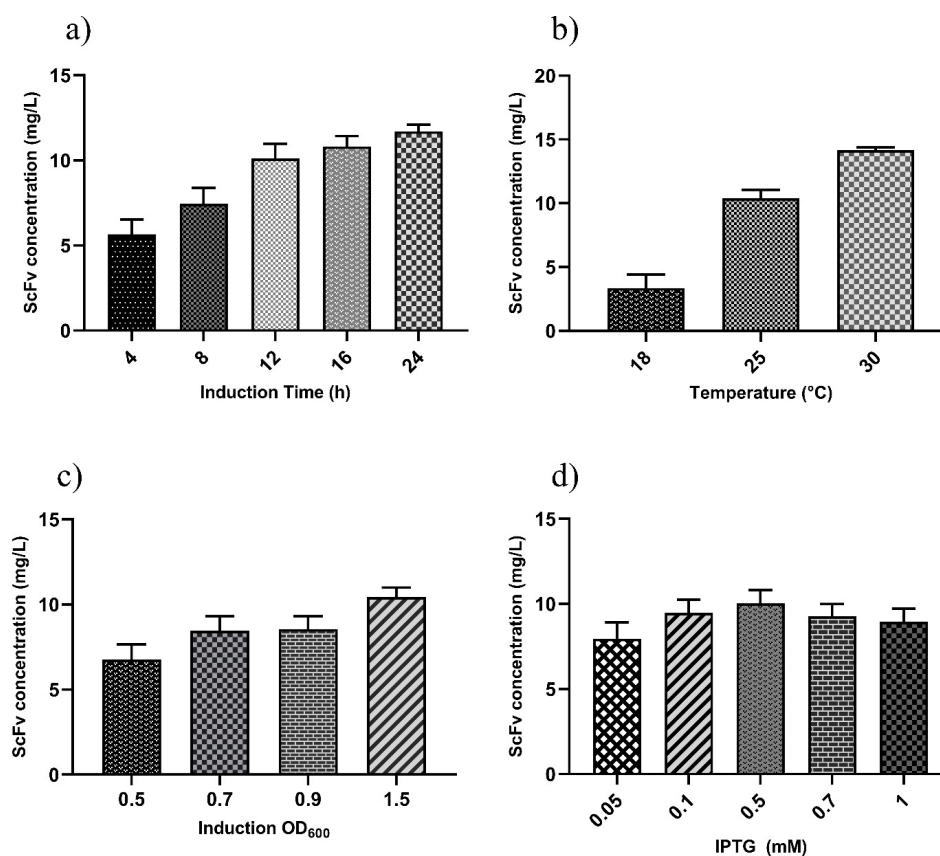 a)
ScFv concentration (mg/L)
15
10
5
0
4 8 12 16 24
Induction Time (h)
b)
ScFv concentration (mg/L)
20
15
10
5
0
18 25 30
Temperature (°C)
c)
ScFv concentration (mg/L)
15
10
5
0
0.5 0.7 0.9 1.5
Induction OD₆₀₀
d)
ScFv concentration (mg/L)
15
10
5
0
0.05 0.1 0.5 0.7 1
IPTG (mM)